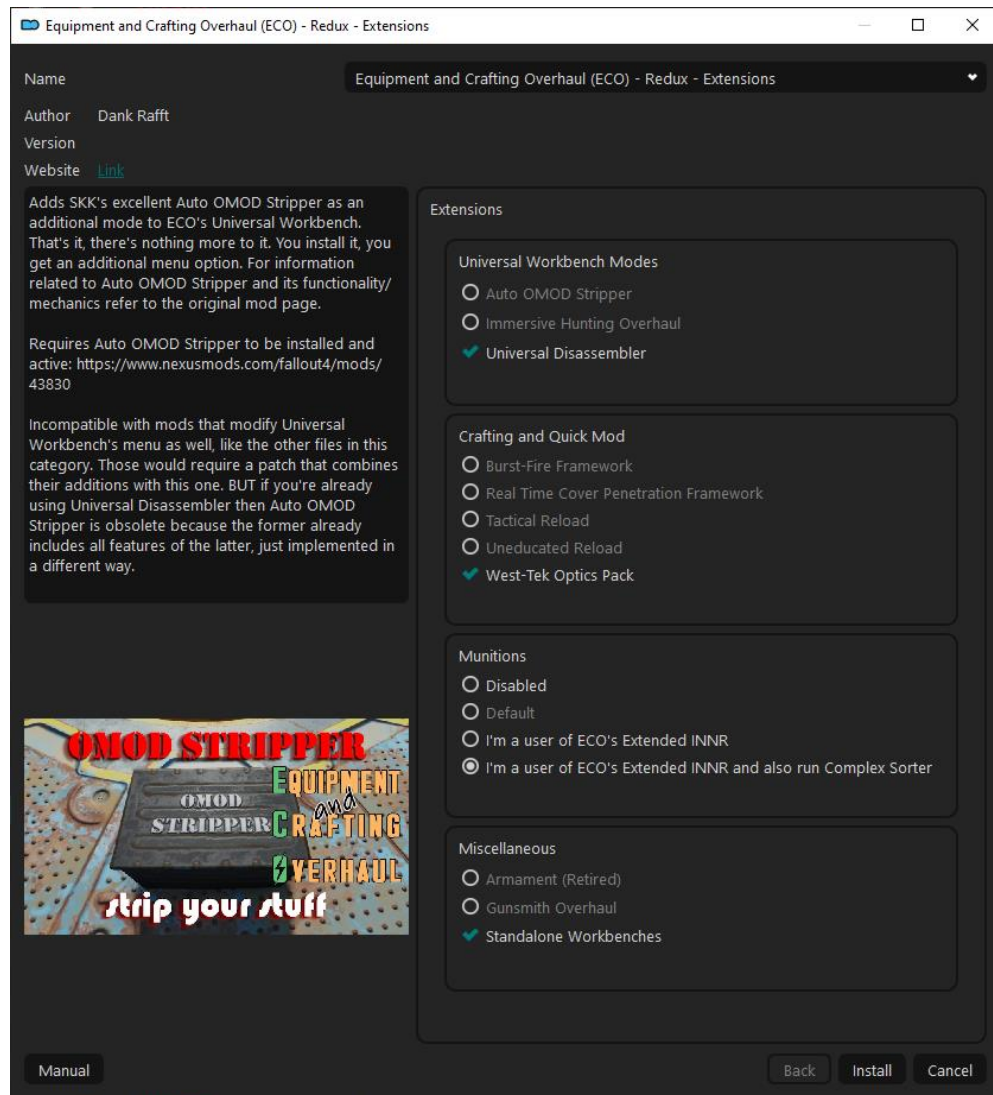 Equipment and Crafting Overhaul (ECO) - Redux - Extensions
Name
Equipment and Crafting Overhaul (ECO) - Redux - Extensions
Author Dank Rafft
Version
Website Link
Adds SKK's excellent Auto OMOD Stripper as an
additional mode to ECO's Universal Workbench.
That's it, there's nothing more to it. You install it, you
get an additional menu option. For information
related to Auto OMOD Stripper and its functionality/
mechanics refer to the original mod page.
Requires Auto OMOD Stripper to be installed and
active: https://www.nexusmods.com/fallout4/mods/
43830
Incompatible with mods that modify Universal
Workbench's menu as well, like the other files in this
category. Those would require a patch that combines
their additions with this one. BUT if you're already
using Universal Disassembler then Auto OMOD
Stripper is obsolete because the former already
includes all features of the latter, just implemented in
a different way.
OMOD STRIPPER
OMOD
STRIPPER
EQUIPMENT
and
CRAFTING
OVERHAUL
strip your stuff
Extensions
Universal Workbench Modes
Auto OMOD Stripper
Immersive Hunting Overhaul
Universal Disassembler
Crafting and Quick Mod
Burst-Fire Framework
Real Time Cover Penetration Framework
Tactical Reload
Uneducated Reload
West-Tek Optics Pack
Munitions
Disabled
Default
I'm a user of ECO's Extended INNR
I'm a user of ECO's Extended INNR and also run Complex Sorter
Miscellaneous
Armament (Retired)
Gunsmith Overhaul
Standalone Workbenches
Manual
Back
Install
Cancel